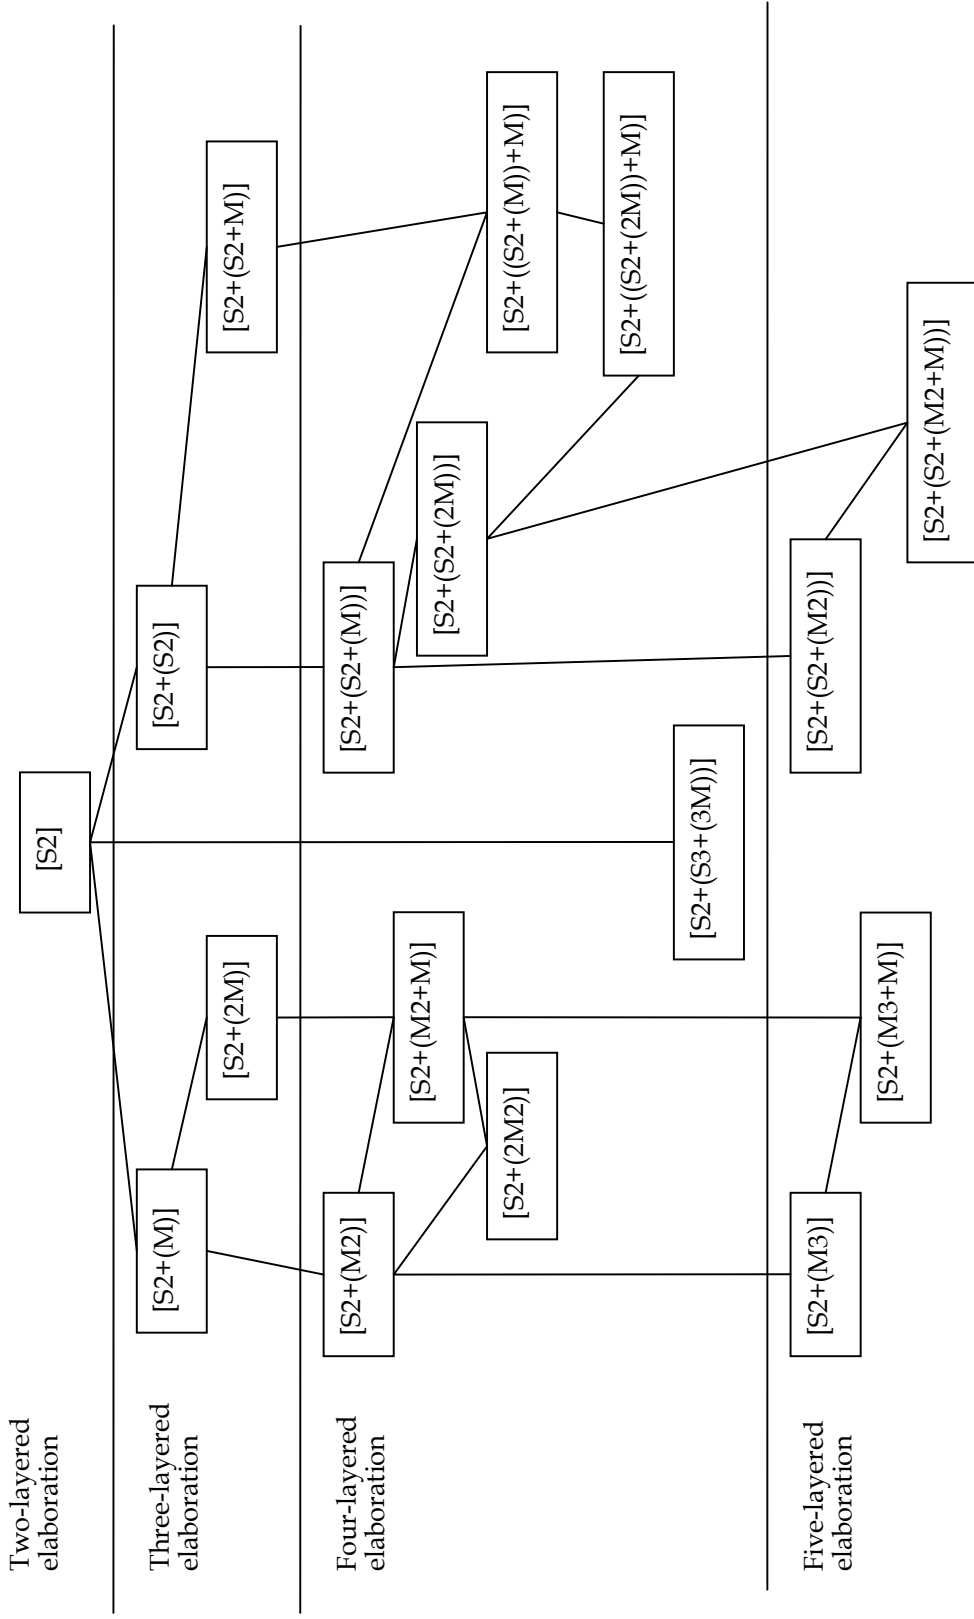 Two-layered
elaboration
[S2]
Three-layered
elaboration
[S2+(M)]
[S2+(S2)]
[S2+(2M)]
[S2+(S2+M)]
Four-layered
elaboration
[S2+(M2)]
[S2+(S2+(M))]
[S2+(M2+M)]
[S2+(S2+(2M))]
[S2+(2M2)]
[S2+((S2+(M))+M)]
[S2+((S2+(2M))+M)]
[S2+(S3+(3M))]
Five-layered
elaboration
[S2+(M3)]
[S2+(S2+(M2))]
[S2+(M3+M)]
[S2+(S2+(M2+M))]